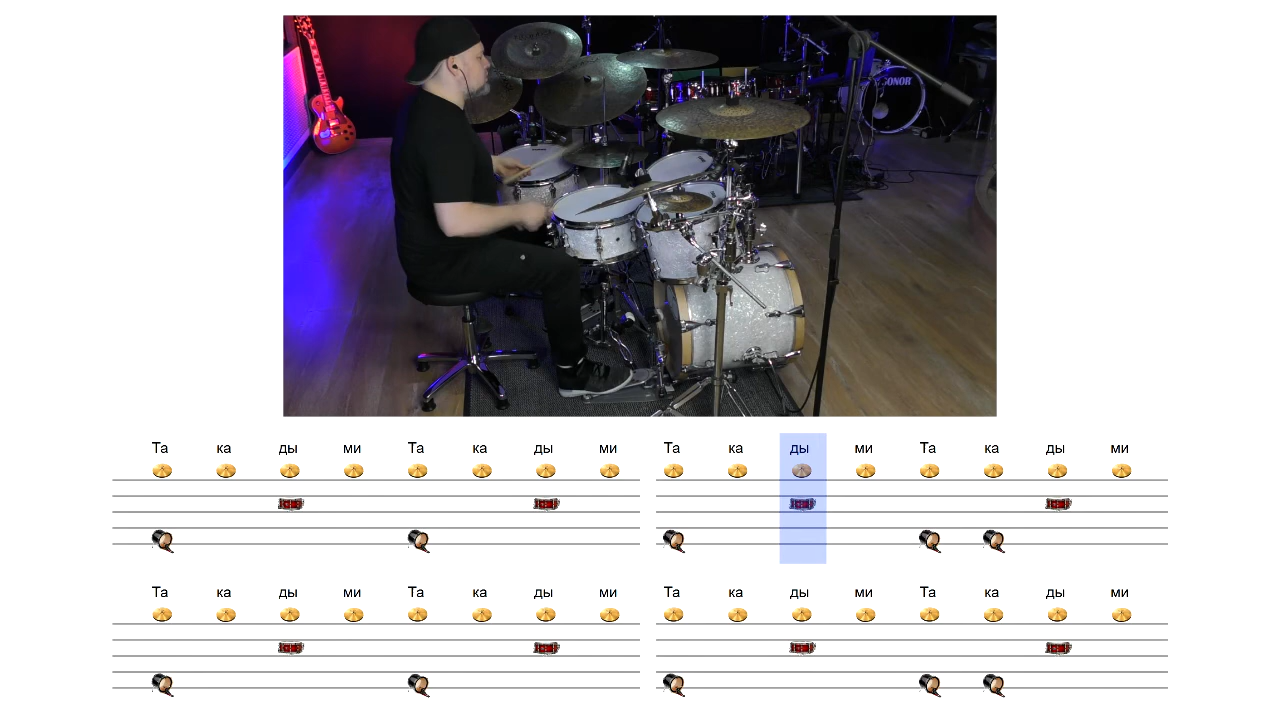 SONOR
Та ка ды ми Та ка ды ми Та ка ды ми Та ка ды ми
Та ка ды ми Та ка ды ми Та ка ды ми Та ка ды ми